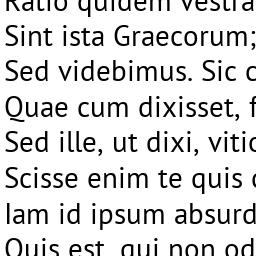 Ratio quidem vestra
Sint ista Graecorum;
Sed videbimus. Sic
Quae cum dixisset,
Sed ille, ut dixi,
Scisse enim te quis
Iam id ipsum absurd
Quis est, qui non od